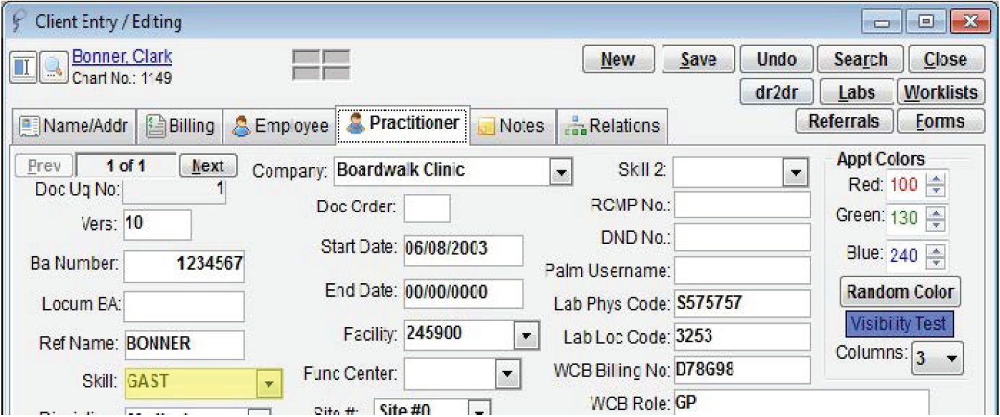 Client Entry / Editing
Bonner, Clark
Chart No.: 1149
New Save Undo Search Close
dr2dr Labs Worklists
Referrals Forms
Name/Addr Billing Employee Practitioner Notes Relations
Prev 1 of 1 Next
Company: Boardwalk Clinic
Skill 2:
Appt Colors
Doc Uq No: 1
Doc Order:
RCMP No.:
Red: 100
Vers: 10
Start Date: 06/08/2003
DND No.:
Green: 130
Ba Number: 1234567
End Date: 00/00/0000
Palm Username:
Blue: 240
Locum BA:
Facility: 245900
Lab Phys Code: S575757
Random Color
Ref Name: BONNER
Func Center:
Lab Loc Code: 3253
Visibility Test
Skill: GAST
Site #: Site #0
WCB Billing No: D78G98
Columns: 3
WCB Role: GP